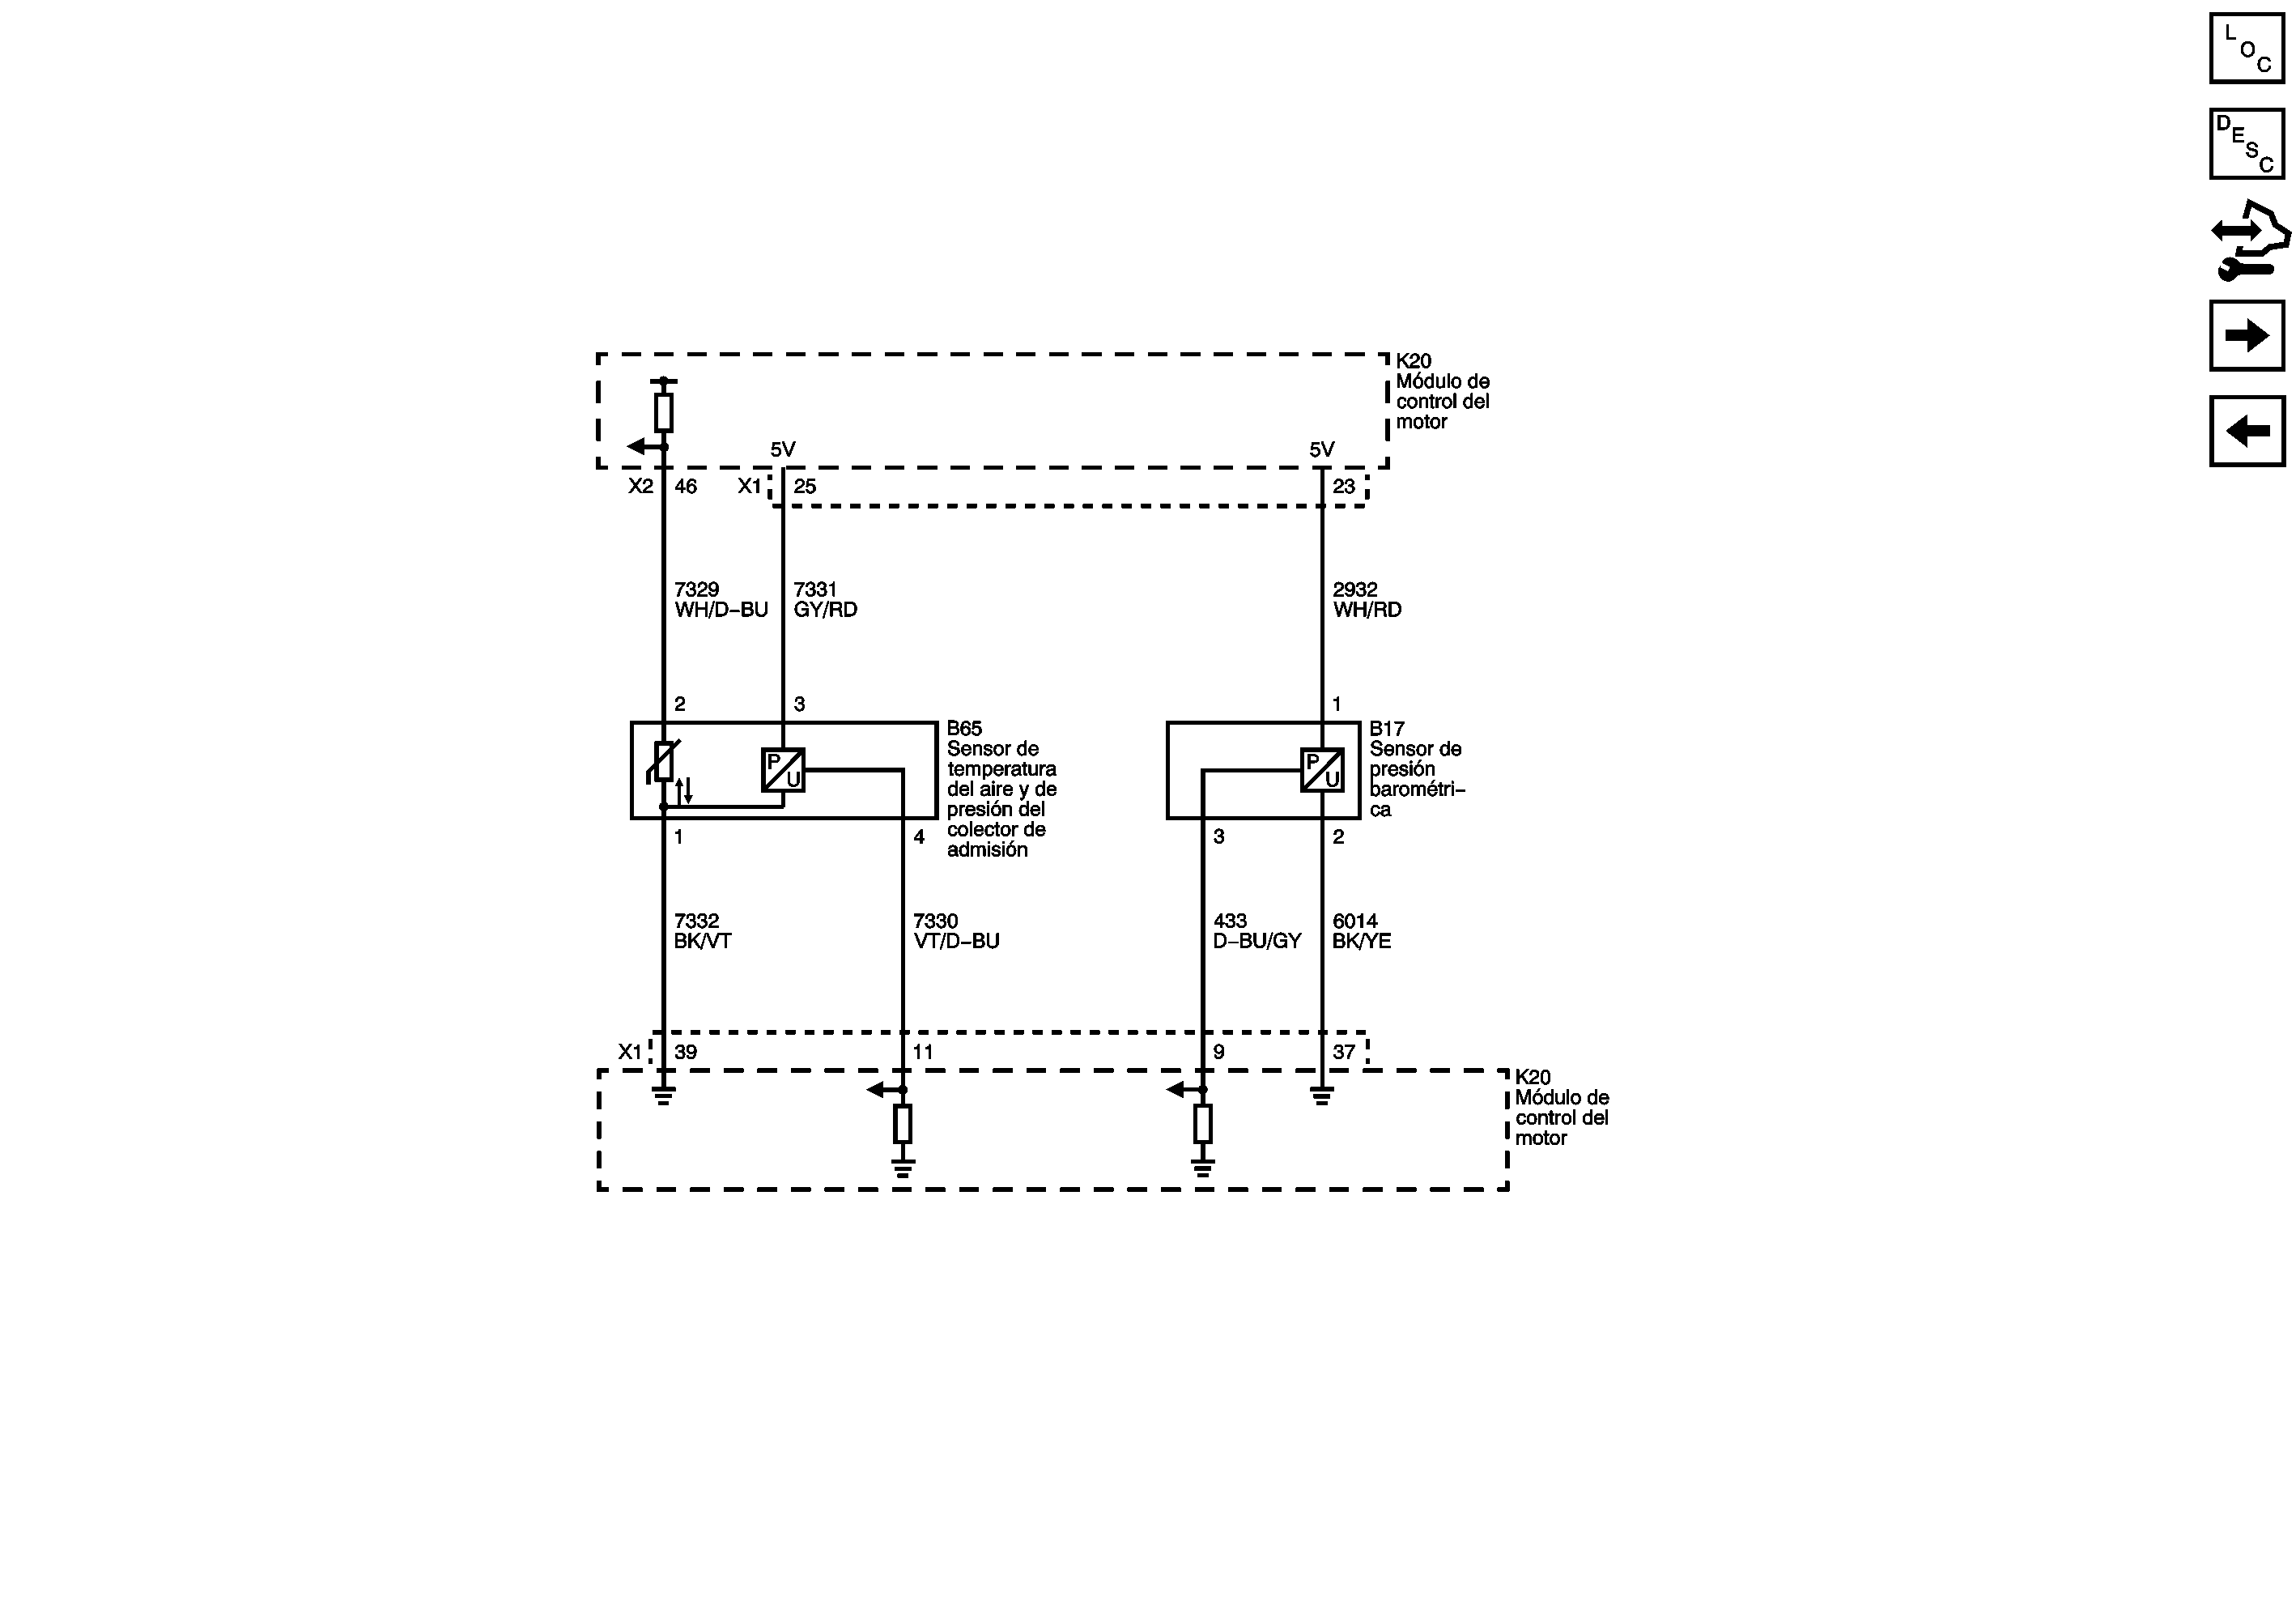 L
O
C
D
E
S
C
K20
Módulo de
control del
motor
5V
5V
X2
46
X1
25
23
7329
WH/D-BU
7331
GY/RD
2932
WH/RD
2
3
1
B65
Sensor de
temperatura
del aire y de
presión del
colector de
admisión
P
U
B17
Sensor de
presión
barométri-
ca
P
U
1
4
3
2
7332
BK/VT
7330
VT/D-BU
433
D-BU/GY
6014
BK/YE
X1
39
11
9
37
K20
Módulo de
control del
motor